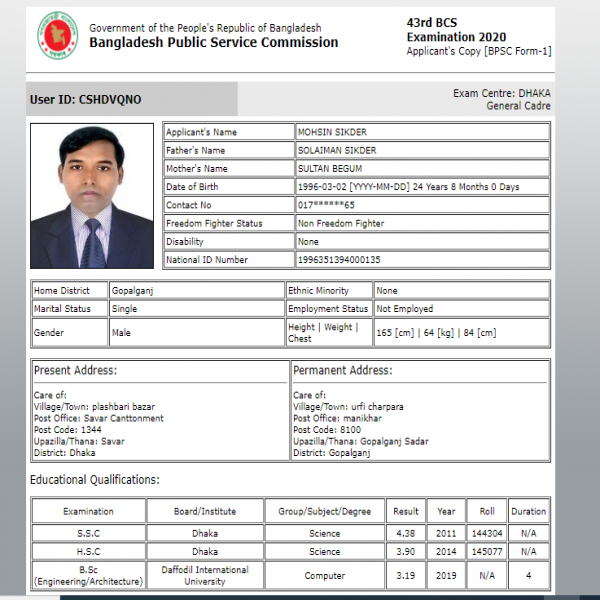 Government of the People's Republic of Bangladesh
Bangladesh Public Service Commission
43rd BCS
Examination 2020
Applicant's Copy [BPSC Form-1]
User ID: CSHDVQNO
Exam Centre: DHAKA
General Cadre
Applicant's Name MOHSIN SIKDER
Father's Name SOLAIMAN SIKDER
Mother's Name SULTAN BEGUM
Date of Birth 1996-03-02 [YYYY-MM-DD] 24 Years 8 Months 0 Days
Contact No 017******65
Freedom Fighter Status Non Freedom Fighter
Disability None
National ID Number 1996351394000135
Home District Gopalganj Ethnic Minority None
Marital Status Single Employment Status Not Employed
Gender Male Height | Weight | Chest 165 [cm] | 64 [kg] | 84 [cm]
Present Address:
Care of:
Village/Town: plashbari bazar
Post Office: Savar Canttonment
Post Code: 1344
Upazilla/Thana: Savar
District: Dhaka
Permanent Address:
Care of:
Village/Town: urfi charpara
Post Office: manikhar
Post Code: 8100
Upazilla/Thana: Gopalganj Sadar
District: Gopalganj
Educational Qualifications:
Examination Board/Institute Group/Subject/Degree Result Year Roll Duration
S.S.C Dhaka Science 4.38 2011 144304 N/A
H.S.C Dhaka Science 3.90 2014 145077 N/A
B.Sc (Engineering/Architecture) Daffodil International University Computer 3.19 2019 N/A 4